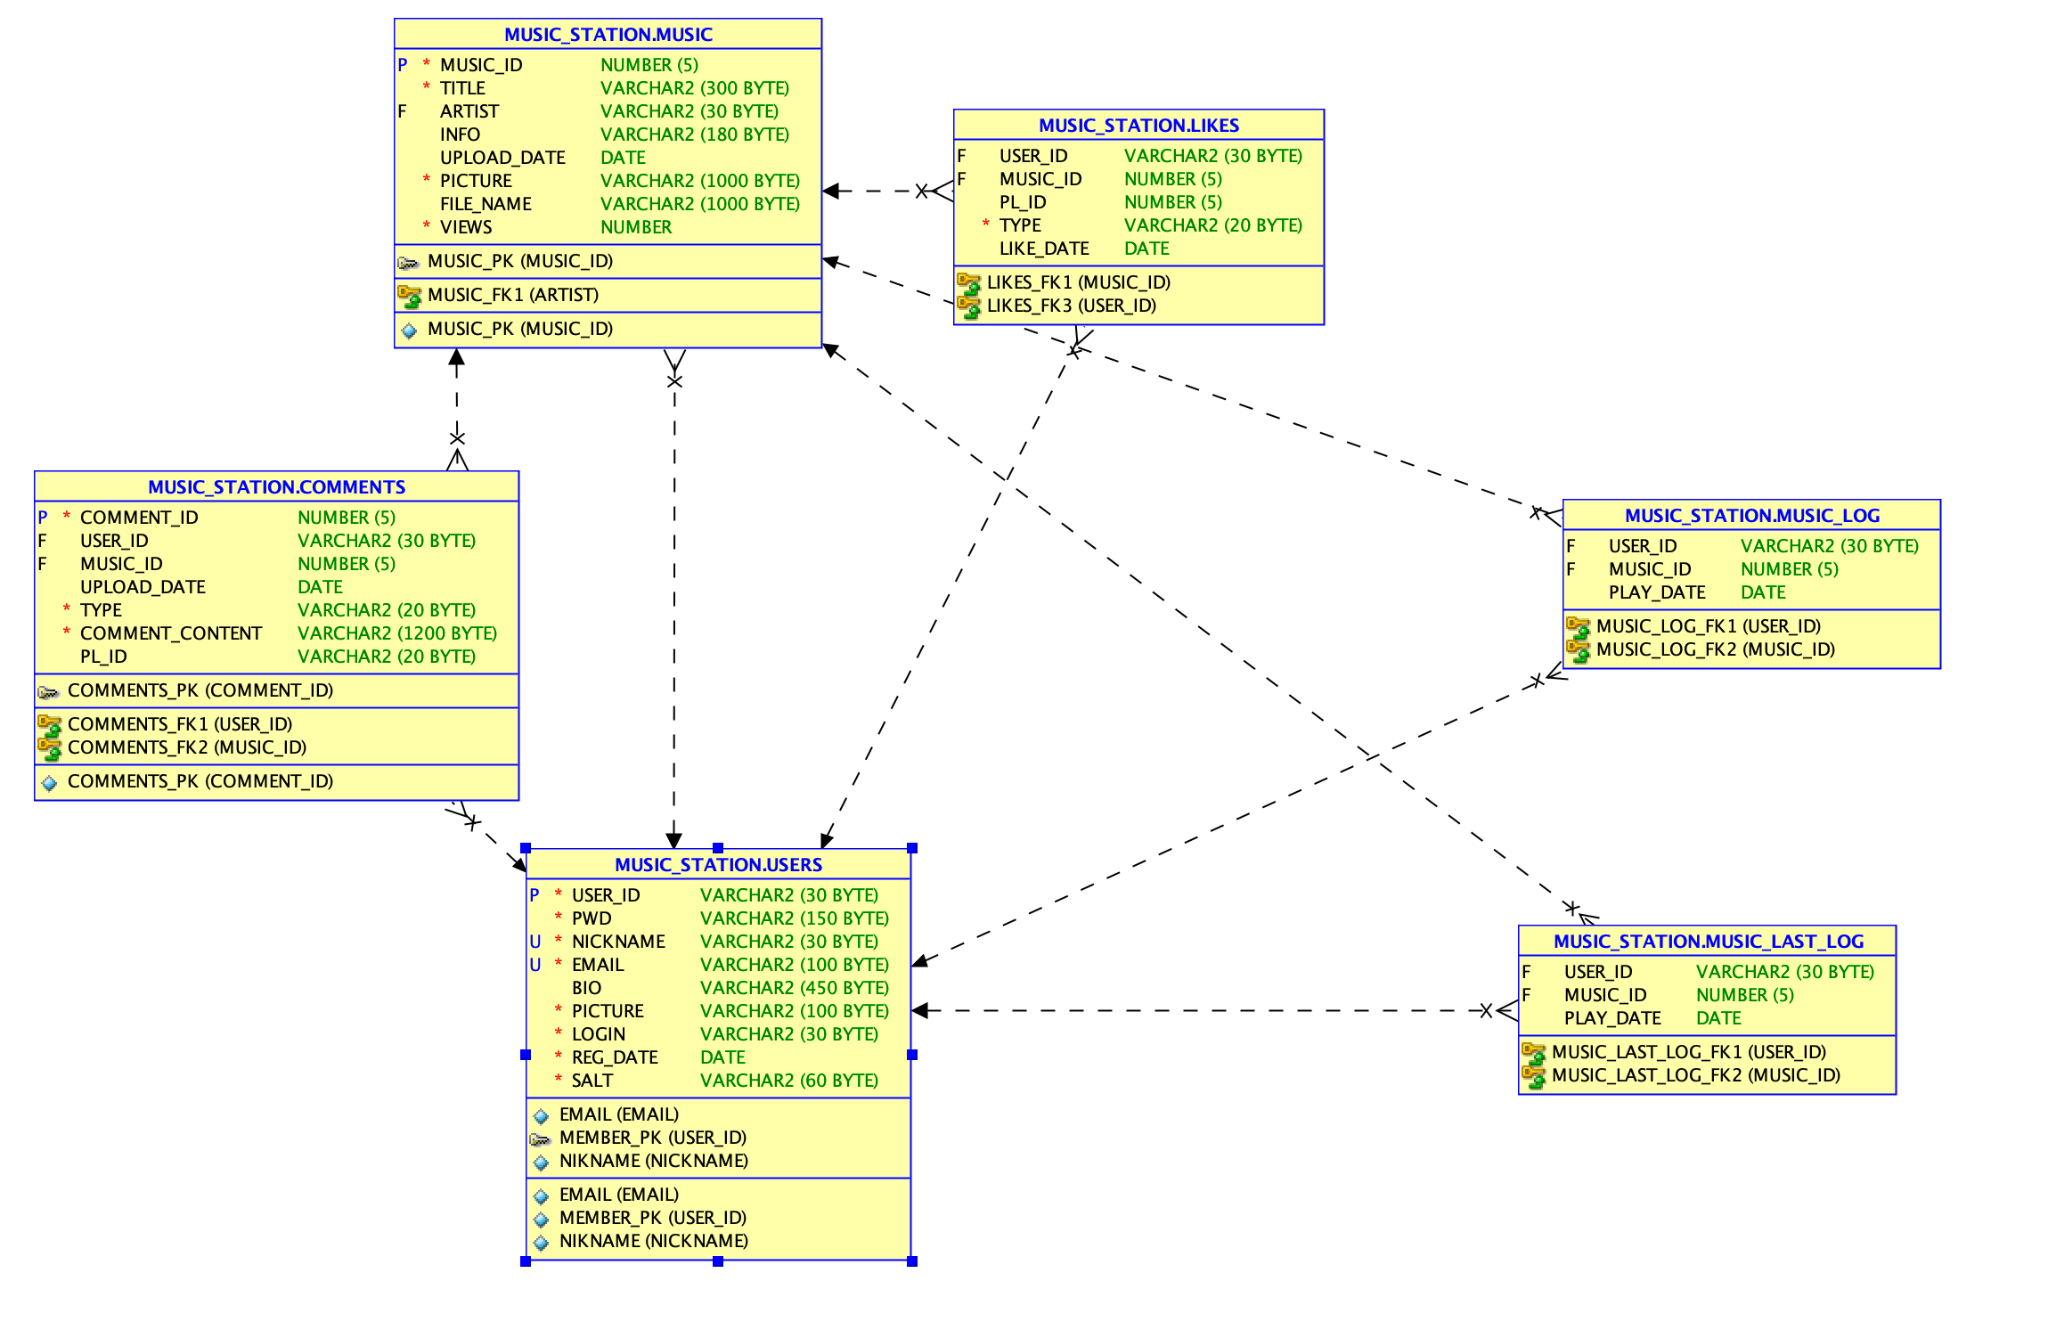 MUSIC_STATION.MUSIC
P * MUSIC_ID NUMBER (5)
* TITLE VARCHAR2 (300 BYTE)
F ARTIST VARCHAR2 (30 BYTE)
INFO VARCHAR2 (180 BYTE)
UPLOAD_DATE DATE
* PICTURE VARCHAR2 (1000 BYTE)
FILE_NAME VARCHAR2 (1000 BYTE)
* VIEWS NUMBER
MUSIC_PK (MUSIC_ID)
MUSIC_FK1 (ARTIST)
MUSIC_PK (MUSIC_ID)
MUSIC_STATION.LIKES
F USER_ID VARCHAR2 (30 BYTE)
F MUSIC_ID NUMBER (5)
PL_ID NUMBER (5)
* TYPE VARCHAR2 (20 BYTE)
LIKE_DATE DATE
LIKES_FK1 (MUSIC_ID)
LIKES_FK3 (USER_ID)
MUSIC_STATION.COMMENTS
P * COMMENT_ID NUMBER (5)
F USER_ID VARCHAR2 (30 BYTE)
F MUSIC_ID NUMBER (5)
UPLOAD_DATE DATE
* TYPE VARCHAR2 (20 BYTE)
* COMMENT_CONTENT VARCHAR2 (1200 BYTE)
PL_ID VARCHAR2 (20 BYTE)
COMMENTS_PK (COMMENT_ID)
COMMENTS_FK1 (USER_ID)
COMMENTS_FK2 (MUSIC_ID)
COMMENTS_PK (COMMENT_ID)
MUSIC_STATION.MUSIC_LOG
F USER_ID VARCHAR2 (30 BYTE)
F MUSIC_ID NUMBER (5)
PLAY_DATE DATE
MUSIC_LOG_FK1 (USER_ID)
MUSIC_LOG_FK2 (MUSIC_ID)
MUSIC_STATION.USERS
P * USER_ID VARCHAR2 (30 BYTE)
* PWD VARCHAR2 (150 BYTE)
U * NICKNAME VARCHAR2 (30 BYTE)
U * EMAIL VARCHAR2 (100 BYTE)
BIO VARCHAR2 (450 BYTE)
* PICTURE VARCHAR2 (100 BYTE)
* LOGIN VARCHAR2 (30 BYTE)
* REG_DATE DATE
* SALT VARCHAR2 (60 BYTE)
EMAIL (EMAIL)
MEMBER_PK (USER_ID)
NIKNAME (NICKNAME)
EMAIL (EMAIL)
MEMBER_PK (USER_ID)
NIKNAME (NICKNAME)
MUSIC_STATION.MUSIC_LAST_LOG
F USER_ID VARCHAR2 (30 BYTE)
F MUSIC_ID NUMBER (5)
PLAY_DATE DATE
MUSIC_LAST_LOG_FK1 (USER_ID)
MUSIC_LAST_LOG_FK2 (MUSIC_ID)